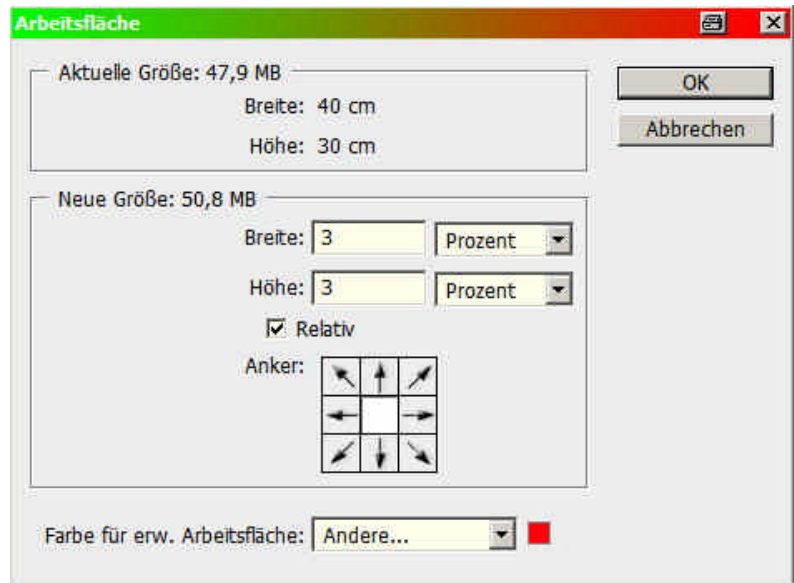 Arbeitsfläche
Aktuelle Größe: 47,9 MB
Breite: 40 cm
Höhe: 30 cm
OK
Abbrechen
Neue Größe: 50,8 MB
Breite: 3 Prozent
Höhe: 3 Prozent
Relativ
Anker:
Farbe für erw. Arbeitsfläche: Andere...